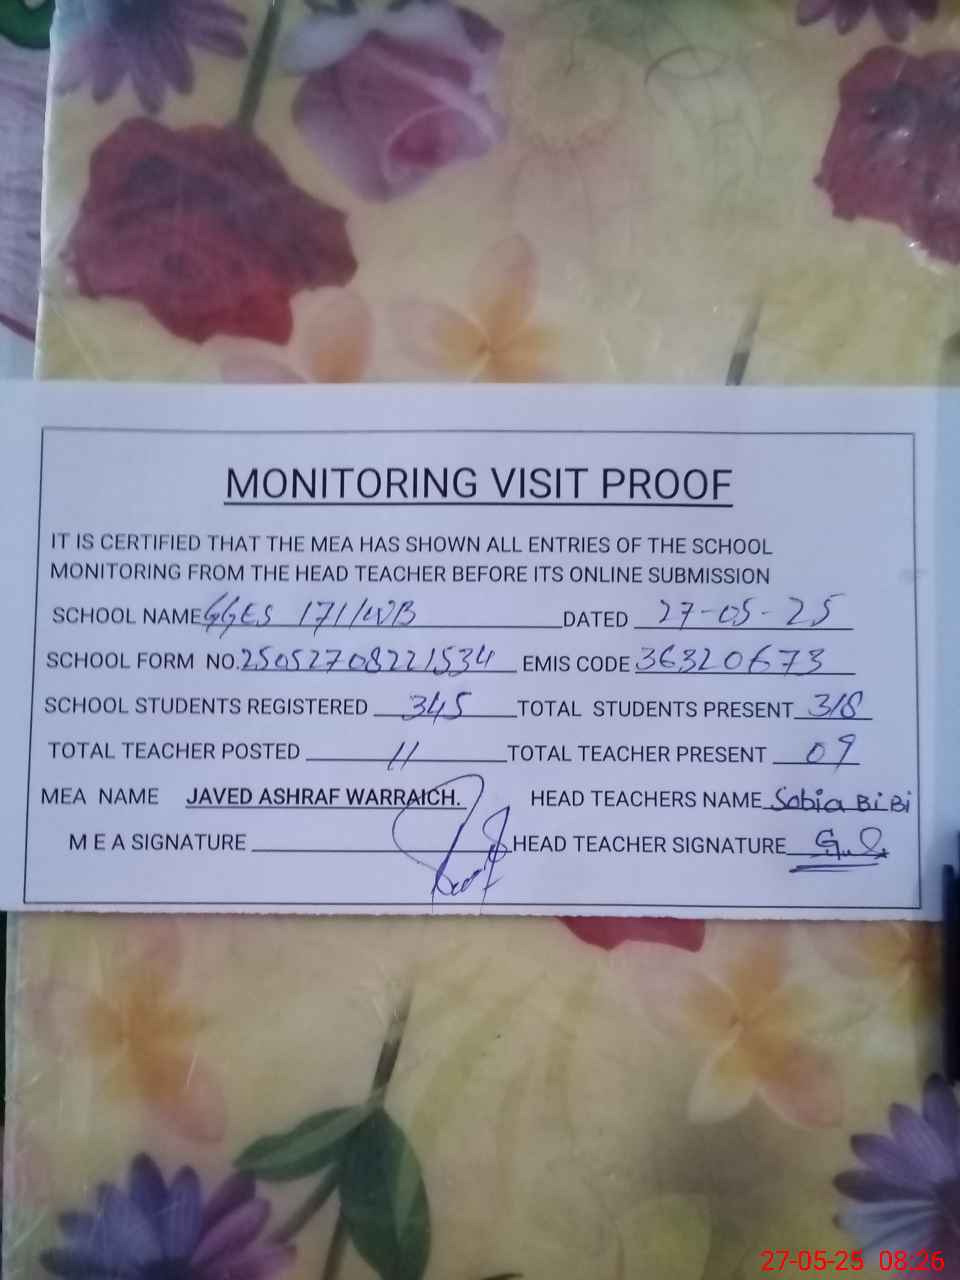 MONITORING VISIT PROOF
IT IS CERTIFIED THAT THE MEA HAS SHOWN ALL ENTRIES OF THE SCHOOL
MONITORING FROM THE HEAD TEACHER BEFORE ITS ONLINE SUBMISSION
SCHOOL NAME GGES 171/WB DATED 27-05-25
SCHOOL FORM NO. 25052708221534 EMIS CODE 36320673
SCHOOL STUDENTS REGISTERED 345 TOTAL STUDENTS PRESENT 318
TOTAL TEACHER POSTED 11 TOTAL TEACHER PRESENT 09
MEA NAME JAVED ASHRAF WARRAICH. HEAD TEACHERS NAME Sobia BiBi
M E A SIGNATURE HEAD TEACHER SIGNATURE
27-05-25 08:26